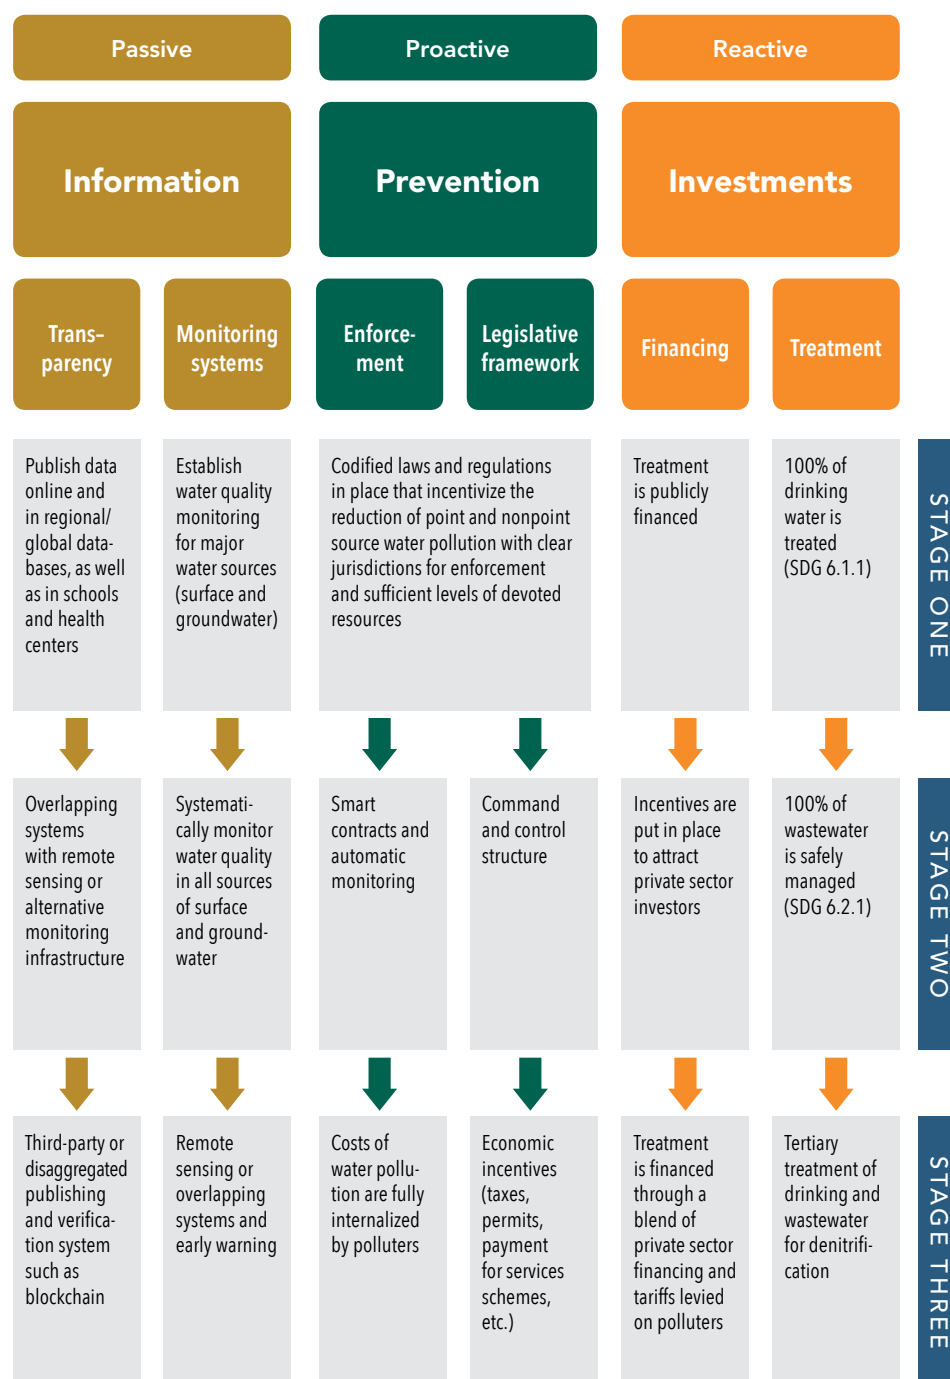 Passive
Proactive
Reactive
Information
Prevention
Investments
Trans–
parency
Monitoring
systems
Enforce-
ment
Legislative
framework
Financing
Treatment
Publish data
online and
in regional/
global data-
bases, as well
as in schools
and health
centers
Establish
water quality
monitoring
for major
water sources
(surface and
groundwater)
Codified laws and regulations
in place that incentivize the
reduction of point and nonpoint
source water pollution with clear
jurisdictions for enforcement
and sufficient levels of devoted
resources
Treatment
is publicly
financed
100% of
drinking
water is
treated
(SDG 6.1.1)
STAGE ONE
Overlapping
systems
with remote
sensing or
alternative
monitoring
infrastructure
Systemati-
cally monitor
water quality
in all sources
of surface
and ground-
water
Smart
contracts and
automatic
monitoring
Command
and control
structure
Incentives are
put in place
to attract
private sector
investors
100% of
wastewater
is safely
managed
(SDG 6.2.1)
STAGE TWO
Third-party or
disaggregated
publishing
and verifica-
tion system
such as
blockchain
Remote
sensing or
overlapping
systems and
early warning
Costs of
water pollu-
tion are fully
internalized
by polluters
Economic
incentives
(taxes,
permits,
payment
for services
schemes,
etc.)
Treatment
is financed
through a
blend of
private sector
financing and
tariffs levied
on polluters
Tertiary
treatment of
drinking and
wastewater
for denitrifi-
cation
STAGE THREE